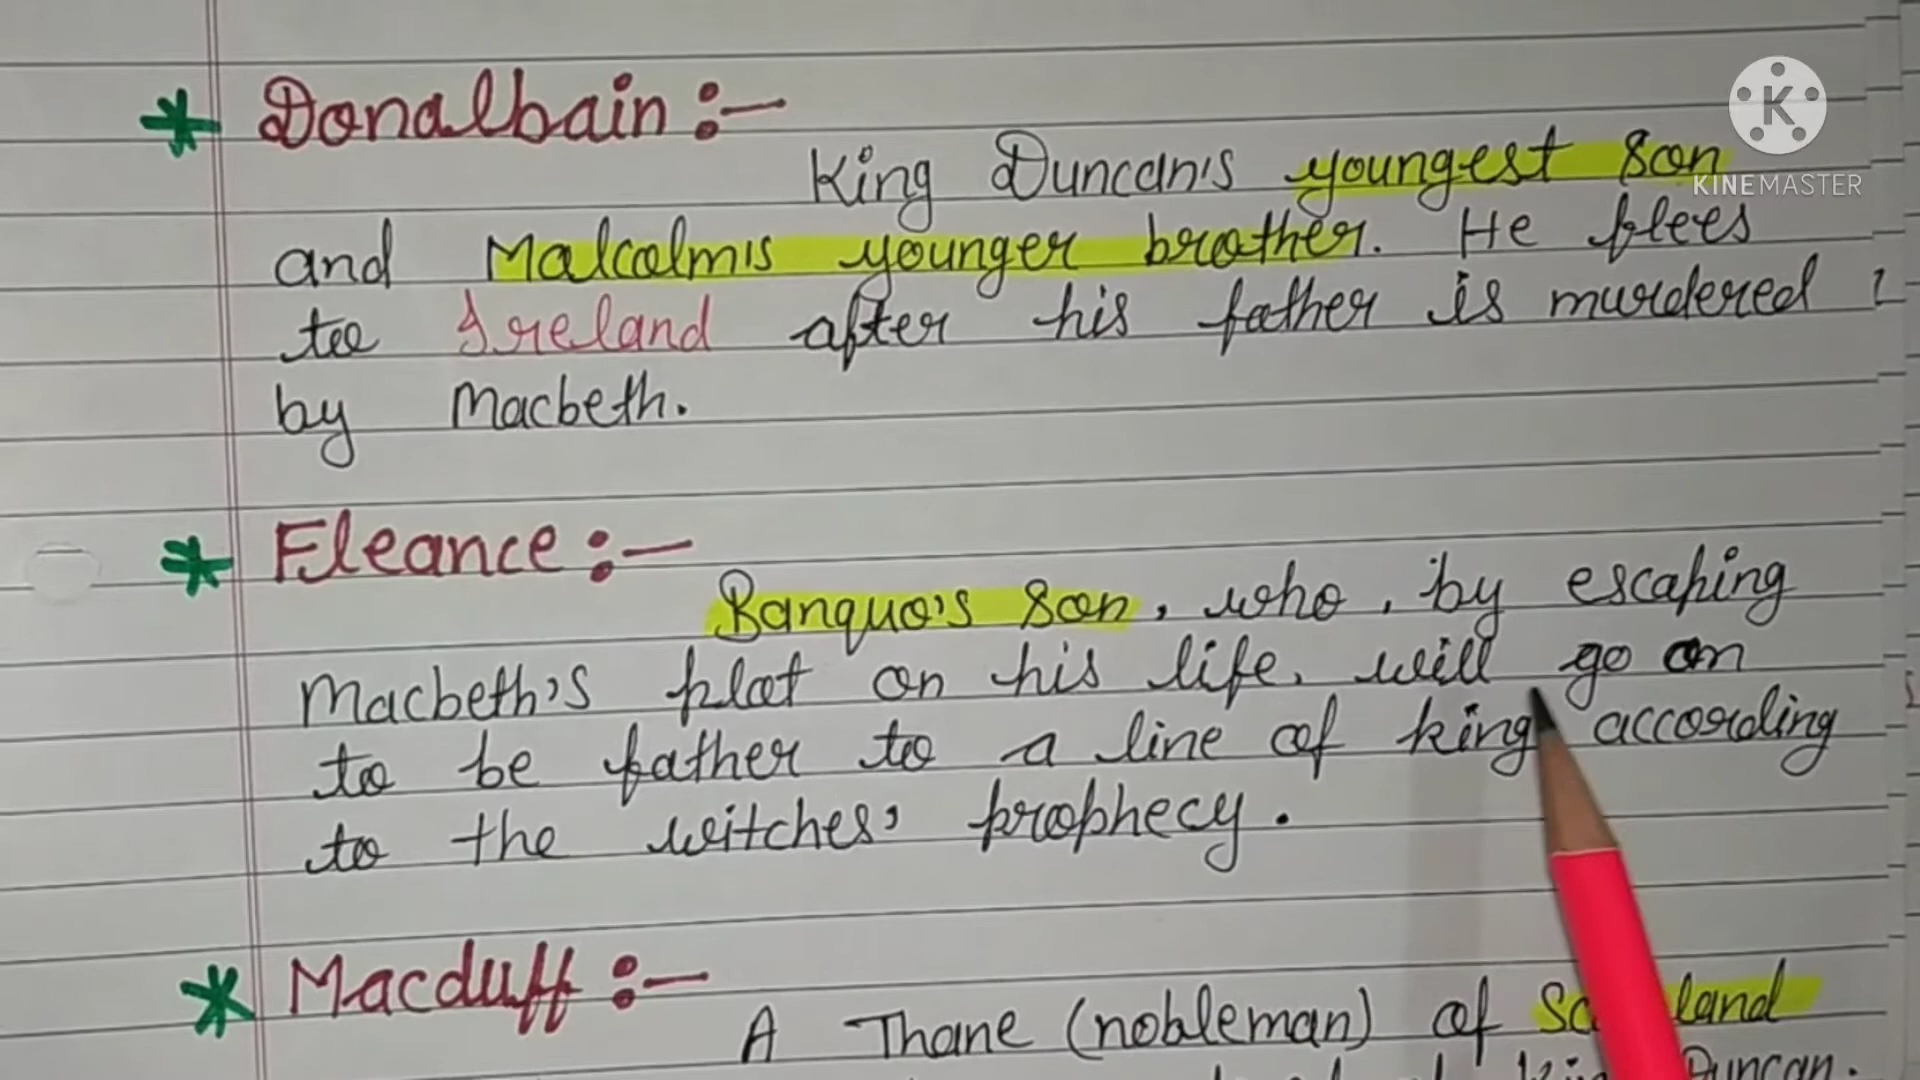 * Donalbain :-
King Duncan's youngest son
and Malcolm's younger brother. He flees
to Ireland after his father is murdered
by Macbeth.
* Fleance :-
Banquo's son, who, by escaping
Macbeth's plot on his life, will go on
to be father to a line of king according
to the witches' prophecy.
* Macduff :-
A Thane (nobleman) of Scotland
Duncan.
K
KINEMASTER